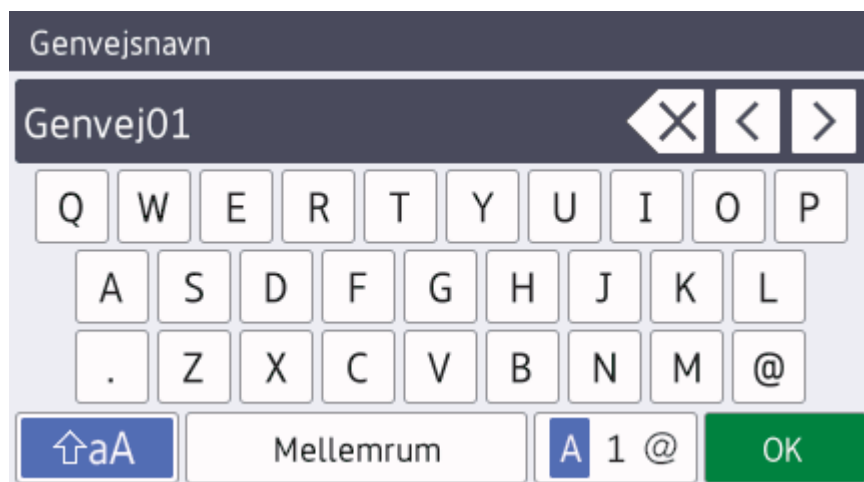 Genvejsnavn
Genvej01
Q W E R T Y U I O P
A S D F G H J K L
. Z X C V B N M @
aA Mellemrum A 1 @ OK